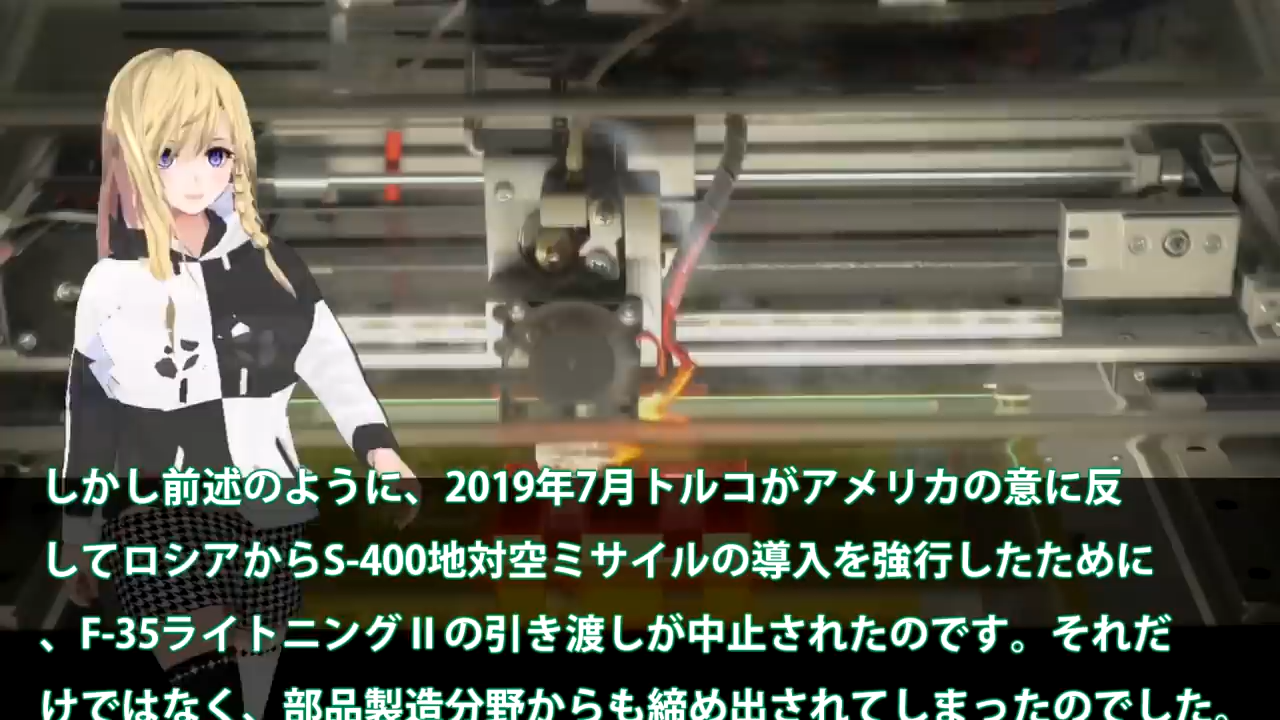 しかし前述のように、2019年7月トルコがアメリカの意に反
してロシアからS-400地対空ミサイルの導入を強行したために
、F-35ライトニングⅡの引き渡しが中止されたのです。それだ
けではなく、部品製造分野からも締め出されてしまったのでした。